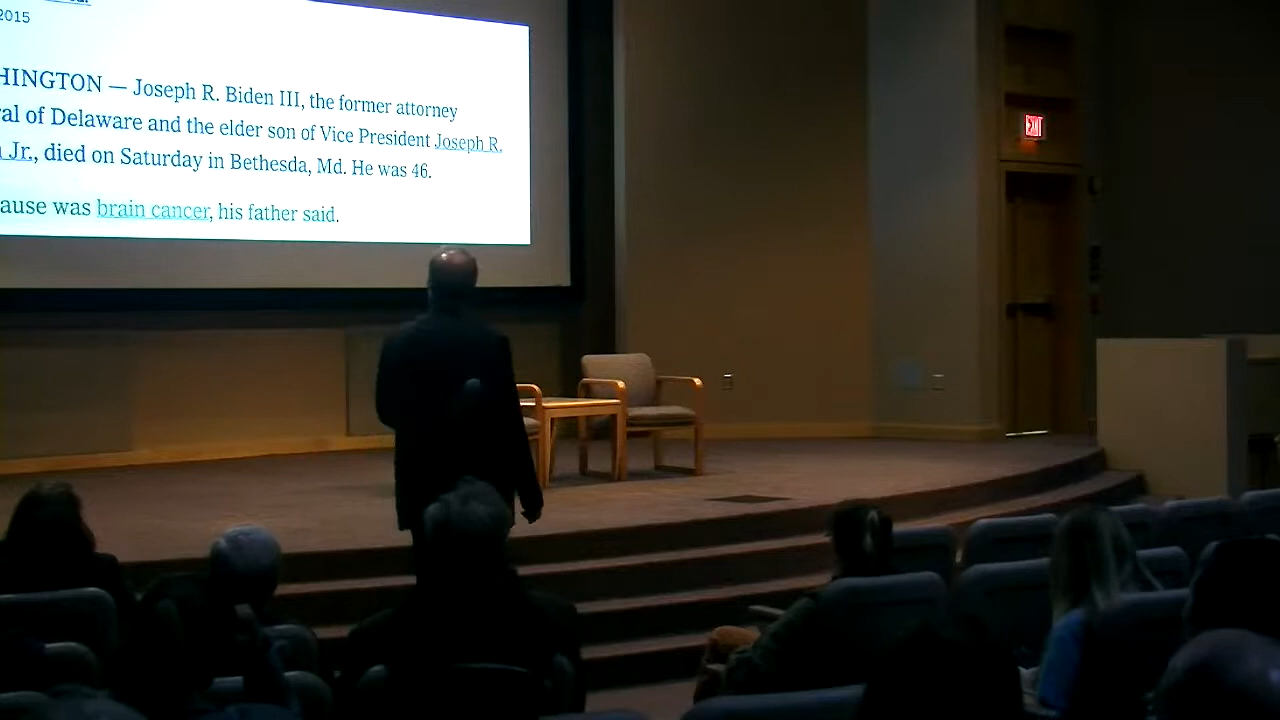 2015
HINGTON — Joseph R. Biden III, the former attorney
ral of Delaware and the elder son of Vice President Joseph R.
Jr., died on Saturday in Bethesda, Md. He was 46.
ause was brain cancer, his father said.
EXIT